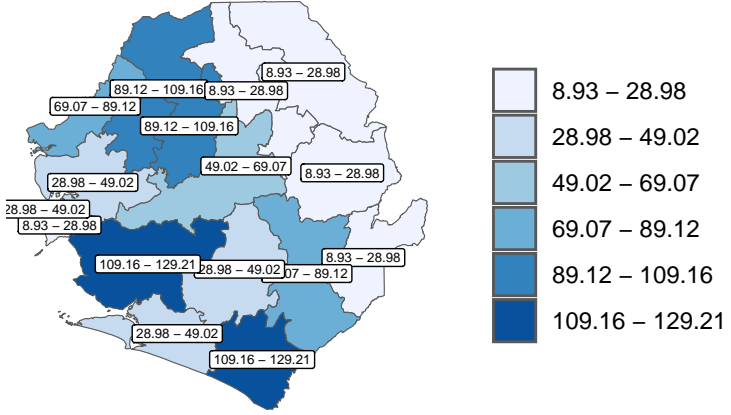 8.93 – 28.98
89.12 – 109.16
8.93 – 28.98
69.07 – 89.12
89.12 – 109.16
49.02 – 69.07
8.93 – 28.98
28.98 – 49.02
28.98 – 49.02
8.93 – 28.98
8.93 – 28.98
109.16 – 129.21
28.98 – 49.02
07 – 89.12
28.98 – 49.02
109.16 – 129.21
8.93 – 28.98
28.98 – 49.02
49.02 – 69.07
69.07 – 89.12
89.12 – 109.16
109.16 – 129.21